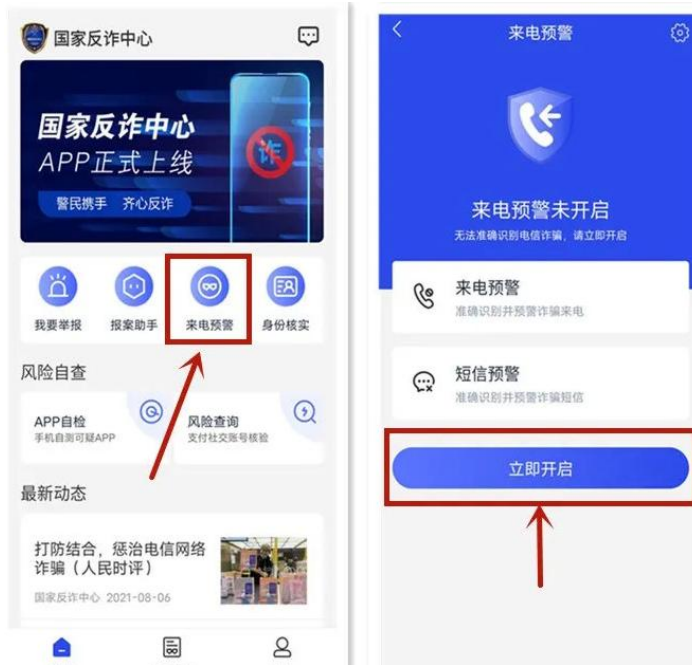 国家反诈中心
国家反诈中心
APP正式上线
诈
警民携手 齐心反诈
我要举报
报案助手
来电预警
身份核实
风险自查
APP自检
手机自测可疑APP
风险查询
支付社交账号核验
最新动态
打防结合，惩治电信网络
诈骗（人民时评）
国家反诈中心 2021-08-06
来电预警
来电预警未开启
无法准确识别电信诈骗，请立即开启
来电预警
准确识别并预警诈骗来电
短信预警
准确识别并预警诈骗短信
立即开启